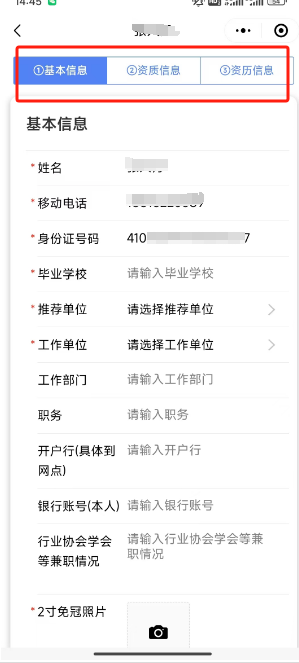 14:45
①基本信息
②资质信息
③资历信息
基本信息
*姓名
*移动电话
*身份证号码 410 7
*毕业学校 请输入毕业学校
*推荐单位 请选择推荐单位
*工作单位 请选择工作单位
工作部门 请输入工作部门
职务 请输入职务
开户行(具体到 请输入开户行
网点)
银行账号(本人) 请输入银行账号
行业协会学会 请输入行业协会学会等兼
等兼职情况 职情况
*2寸免冠照片